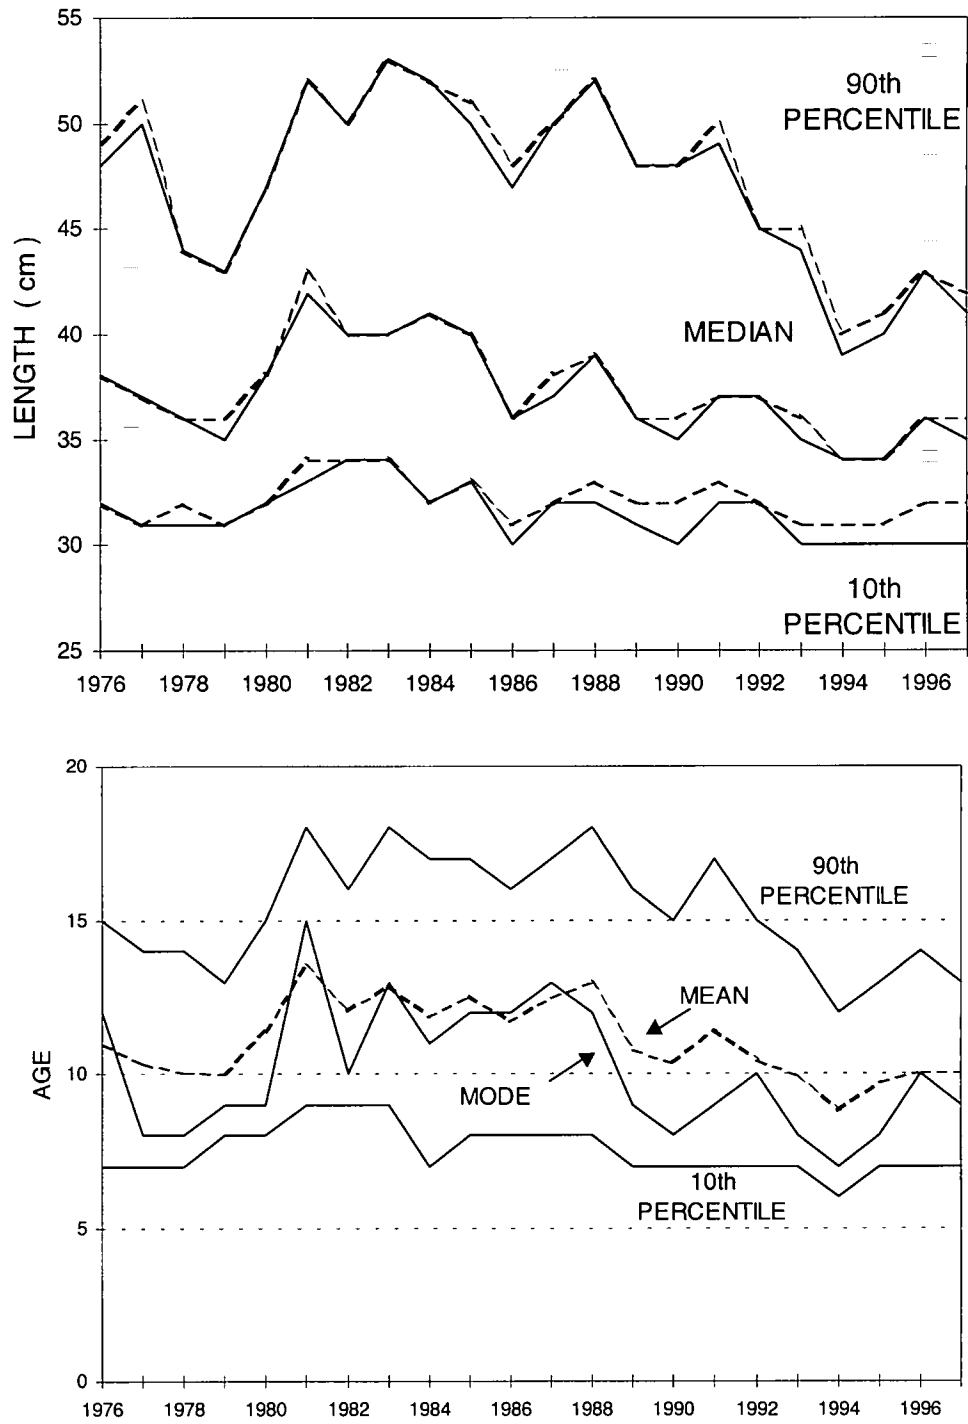 55
50
45
40
35
30
25
LENGTH (cm)
90th
PERCENTILE
MEDIAN
10th
PERCENTILE
1976 1978 1980 1982 1984 1986 1988 1990 1992 1994 1996
20
15
10
5
0
AGE
90th
PERCENTILE
MEAN
MODE
10th
PERCENTILE
1976 1978 1980 1982 1984 1986 1988 1990 1992 1994 1996